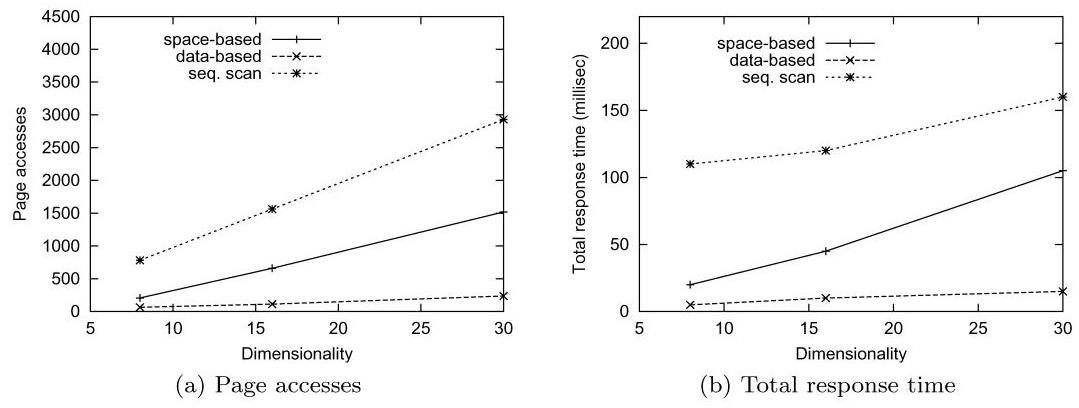 4500
4000
3500
3000
2500
2000
1500
1000
500
0
Page accesses
space-based
data-based
seq. scan
5 10 15 20 25 30
Dimensionality
(a) Page accesses
200
150
100
50
0
Total response time (millisec)
space-based
data-based
seq. scan
5 10 15 20 25 30
Dimensionality
(b) Total response time